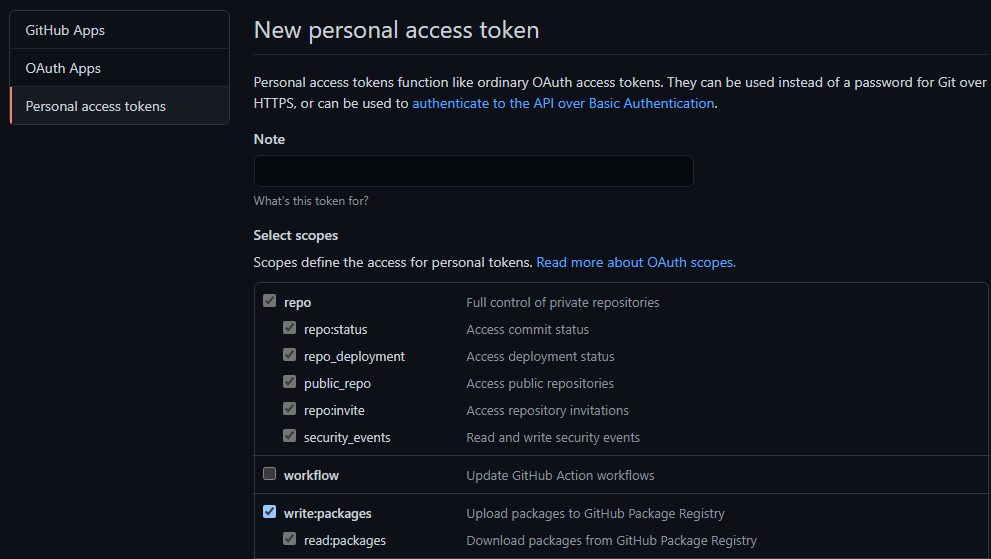 GitHub Apps
OAuth Apps
Personal access tokens
New personal access token
Personal access tokens function like ordinary OAuth access tokens. They can be used instead of a password for Git over
HTTPS, or can be used to authenticate to the API over Basic Authentication.
Note
What's this token for?
Select scopes
Scopes define the access for personal tokens. Read more about OAuth scopes.
repo Full control of private repositories
repo:status Access commit status
repo_deployment Access deployment status
public_repo Access public repositories
repo:invite Access repository invitations
security_events Read and write security events
workflow Update GitHub Action workflows
write:packages Upload packages to GitHub Package Registry
read:packages Download packages from GitHub Package Registry